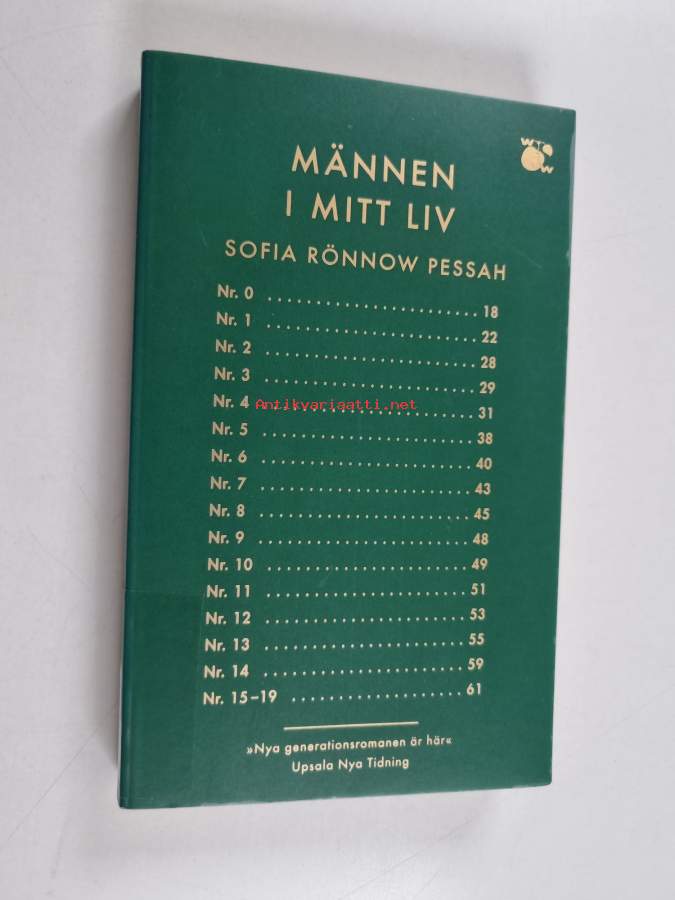 W W
MÄNNEN
I MITT LIV
SOFIA RÖNNOW PESSAH
Nr. 0 ........................ 18
Nr. 1 ........................ 22
Nr. 2 ........................ 28
Nr. 3 ........................ 29
Nr. 4 ........................ 31
Antikvariaatti.net
Nr. 5 ........................ 38
Nr. 6 ........................ 40
Nr. 7 ........................ 43
Nr. 8 ........................ 45
Nr. 9 ........................ 48
Nr. 10 ....................... 49
Nr. 11 ....................... 51
Nr. 12 ....................... 53
Nr. 13 ....................... 55
Nr. 14 ....................... 59
Nr. 15–19 .................... 61
»Nya generationsromanen är här«
Upsala Nya Tidning